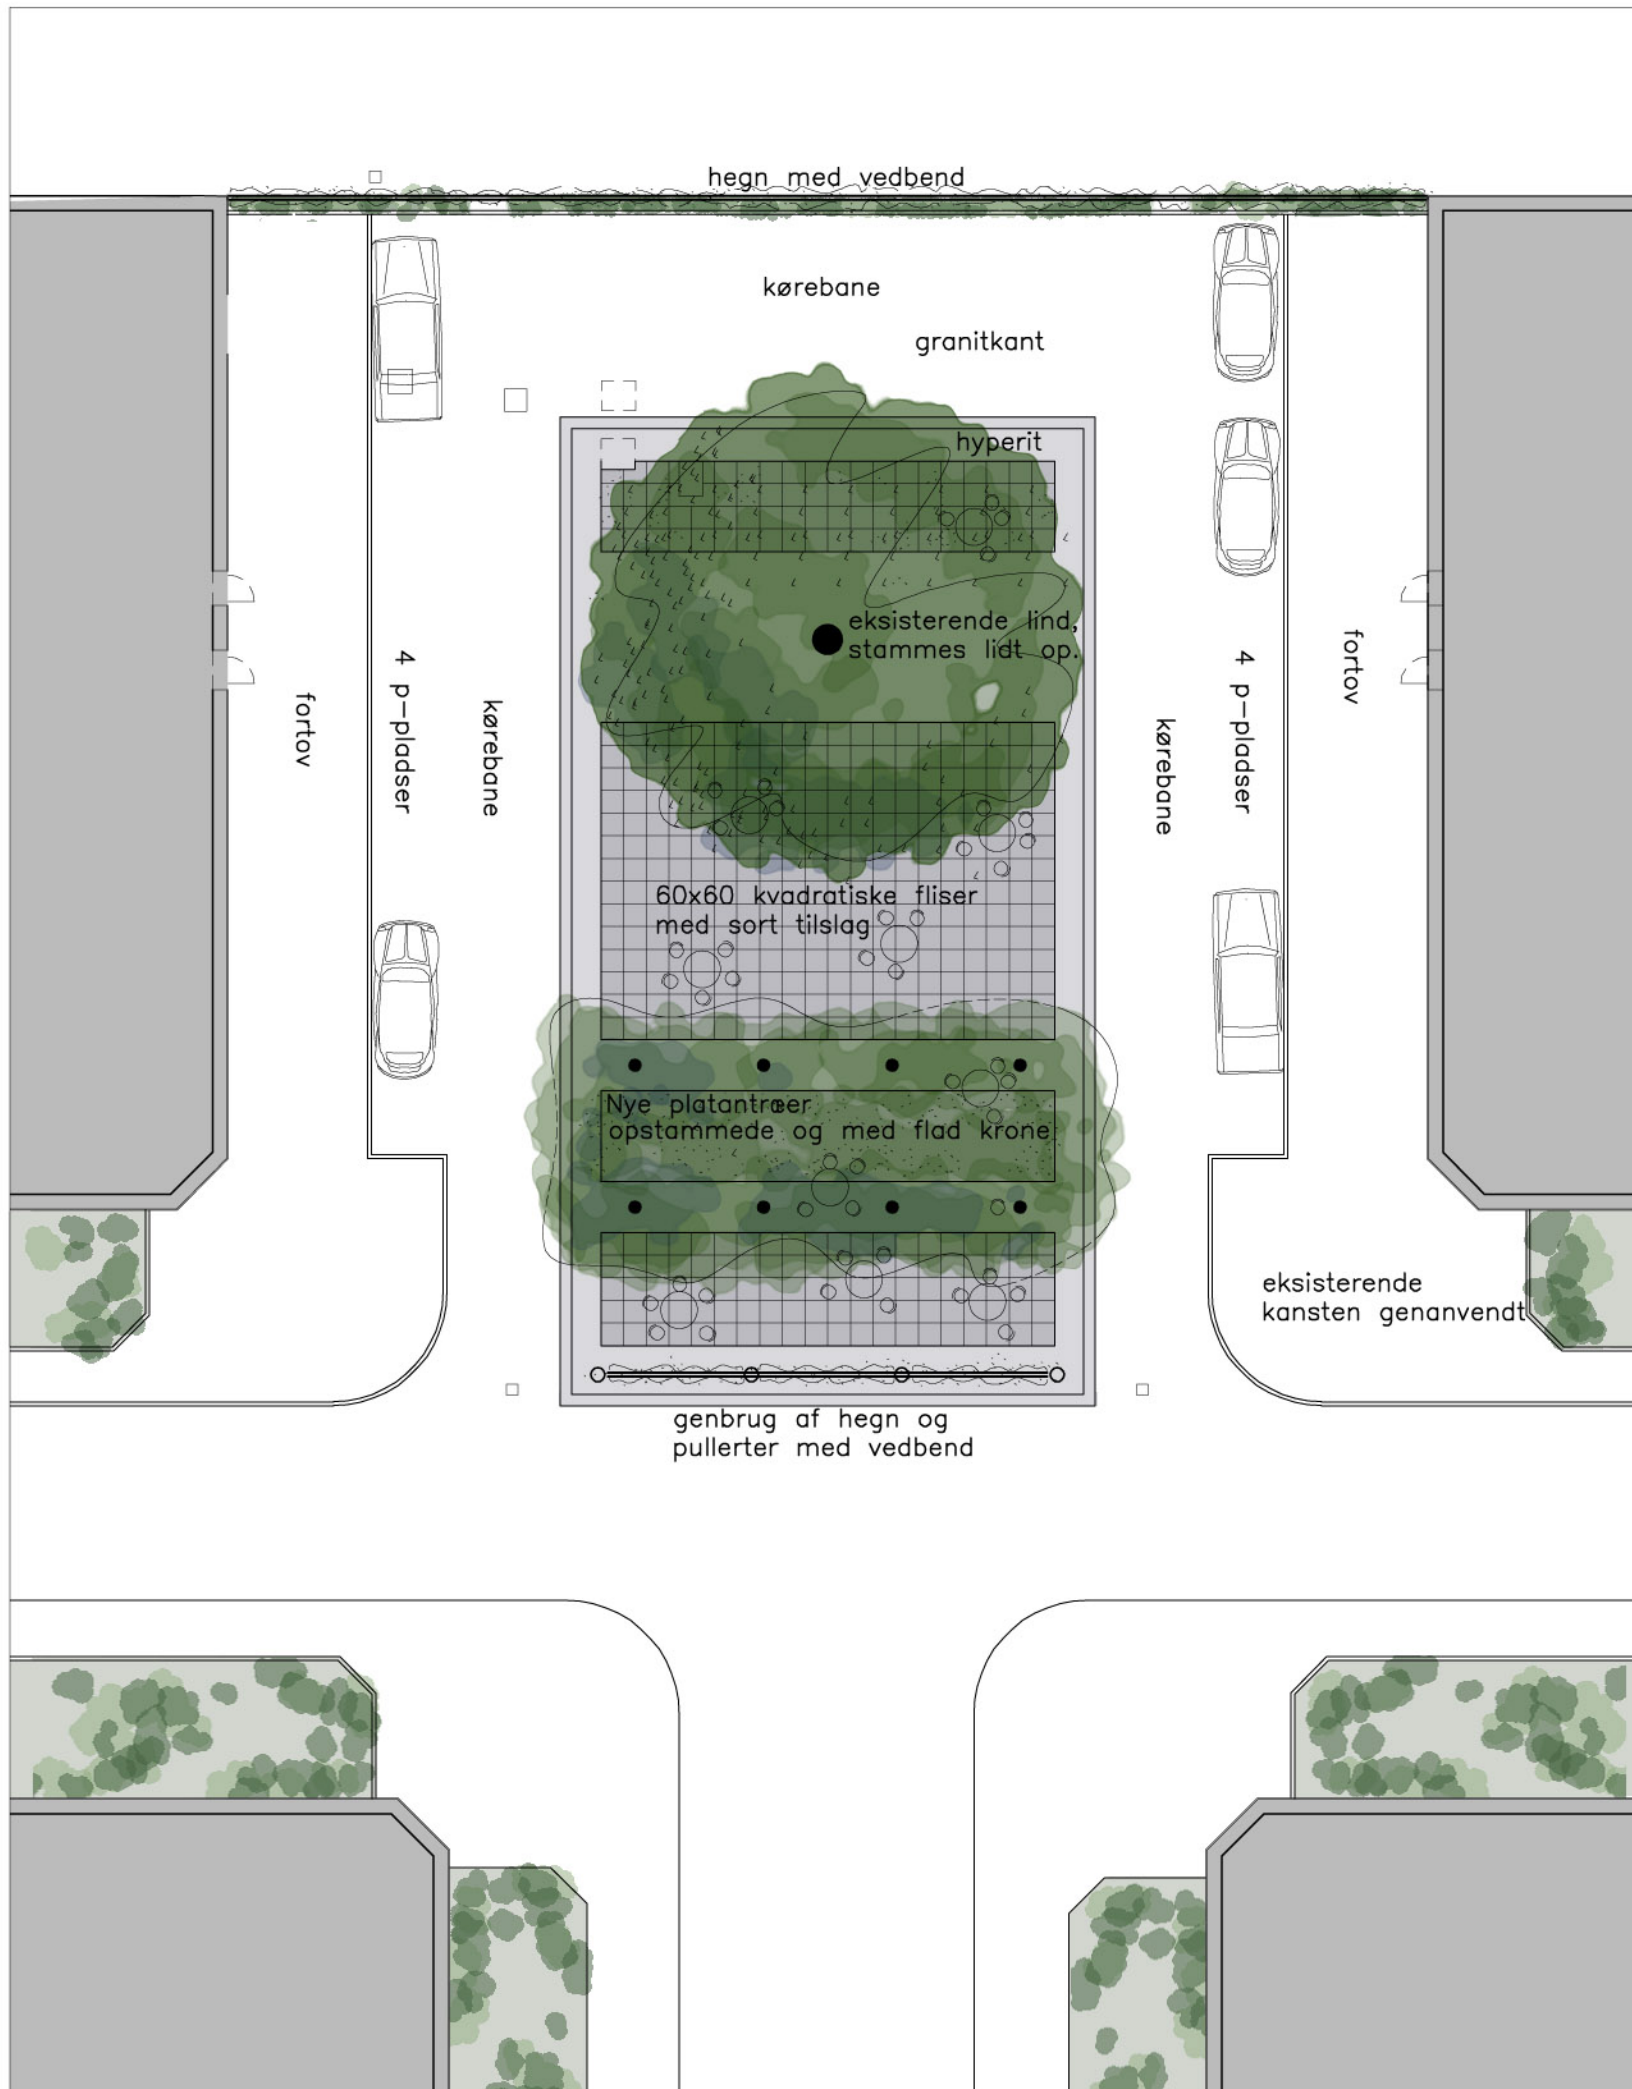 hegn med vedbend
kørebane
granitkant
hyperit
eksisterende lind,
stammes lidt op.
fortov
4 p-pladser
kørebane
kørebane
4 p-pladser
fortov
60x60 kvadratiske fliser
med sort tilslag
Nye platantræer
opstammede og med flad krone
eksisterende
kansten genanvendt
genbrug af hegn og
pullerter med vedbend